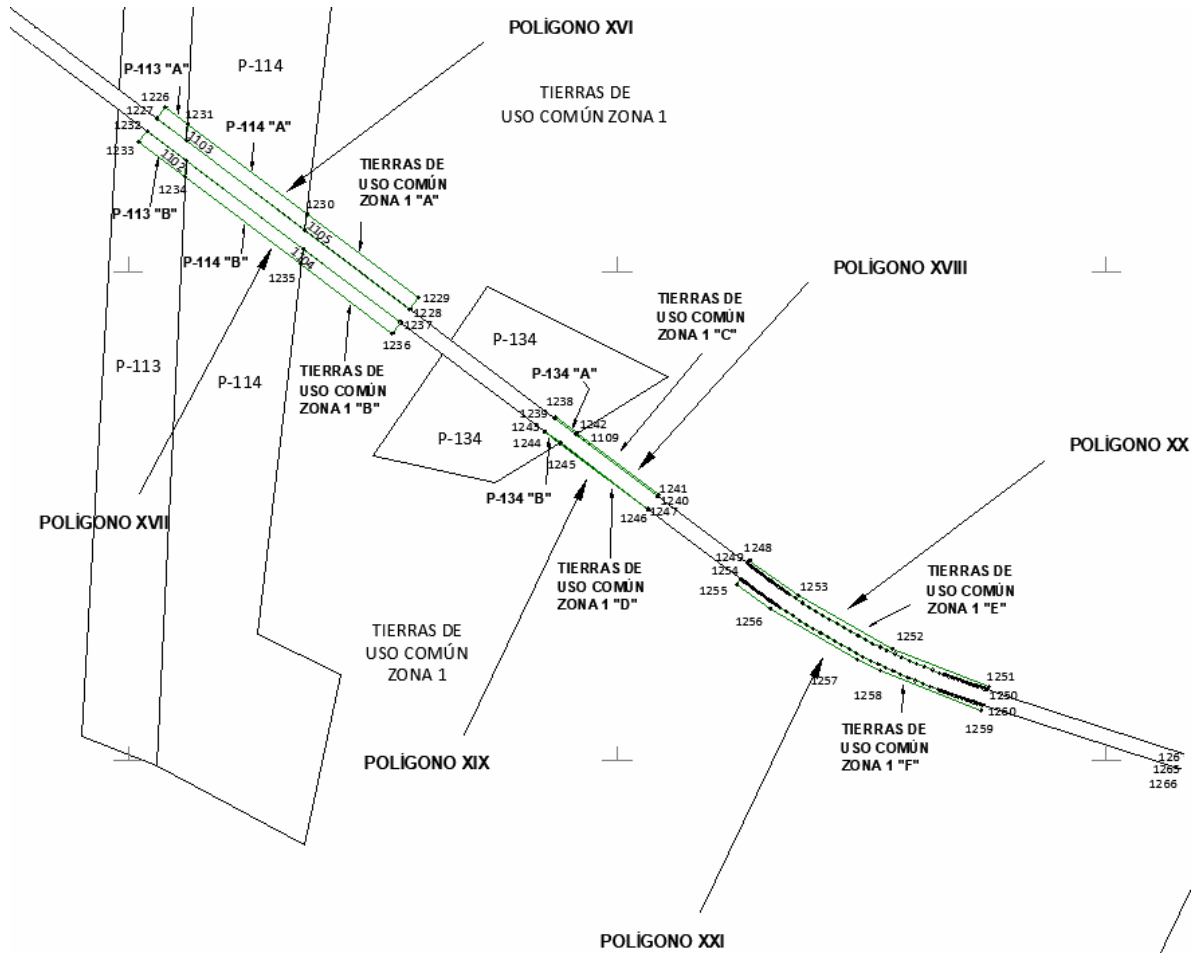 POLÍGONO XVI
P-113 "A"
P-114
1226
TIERRAS DE
USO COMÚN ZONA 1
1227
1231
1232
P-114 "A"
1233
1103
1102
TIERRAS DE
USO COMÚN
ZONA 1 "A"
1234
P-113 "B"
1230
1105
P-114 "B"
1104
1235
POLÍGONO XVIII
1229
TIERRAS DE
USO COMÚN
ZONA 1 "C"
1228
1237
1236
P-134
P-113
P-114
TIERRAS DE
USO COMÚN
ZONA 1 "B"
P-134 "A"
1238
1239
1242
1243
1109
P-134
1244
1245
POLÍGONO XX
P-134 "B"
1241
1240
POLÍGONO XVII
1246
1247
1248
1249
1254
TIERRAS DE
USO COMÚN
ZONA 1 "D"
1255
1253
TIERRAS DE
USO COMÚN
ZONA 1 "E"
1256
TIERRAS DE
USO COMÚN
ZONA 1
1252
1257
1251
1258
1250
1260
1259
TIERRAS DE
USO COMÚN
ZONA 1 "F"
POLÍGONO XIX
126
1265
1266
POLÍGONO XXI